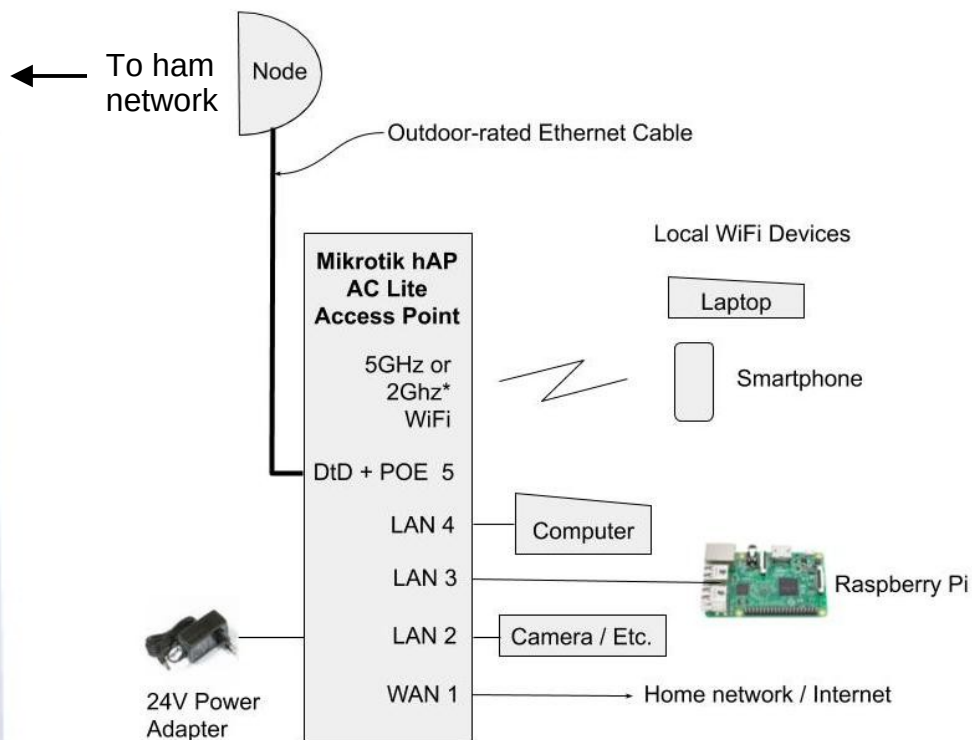 To ham
network
Node
Outdoor-rated Ethernet Cable
Mikrotik hAP
AC Lite
Access Point
5GHz or
2Ghz*
WiFi
Local WiFi Devices
Laptop
Smartphone
DtD + POE 5
LAN 4
Computer
LAN 3
Raspberry Pi
LAN 2
Camera / Etc.
24V Power
Adapter
WAN 1
Home network / Internet